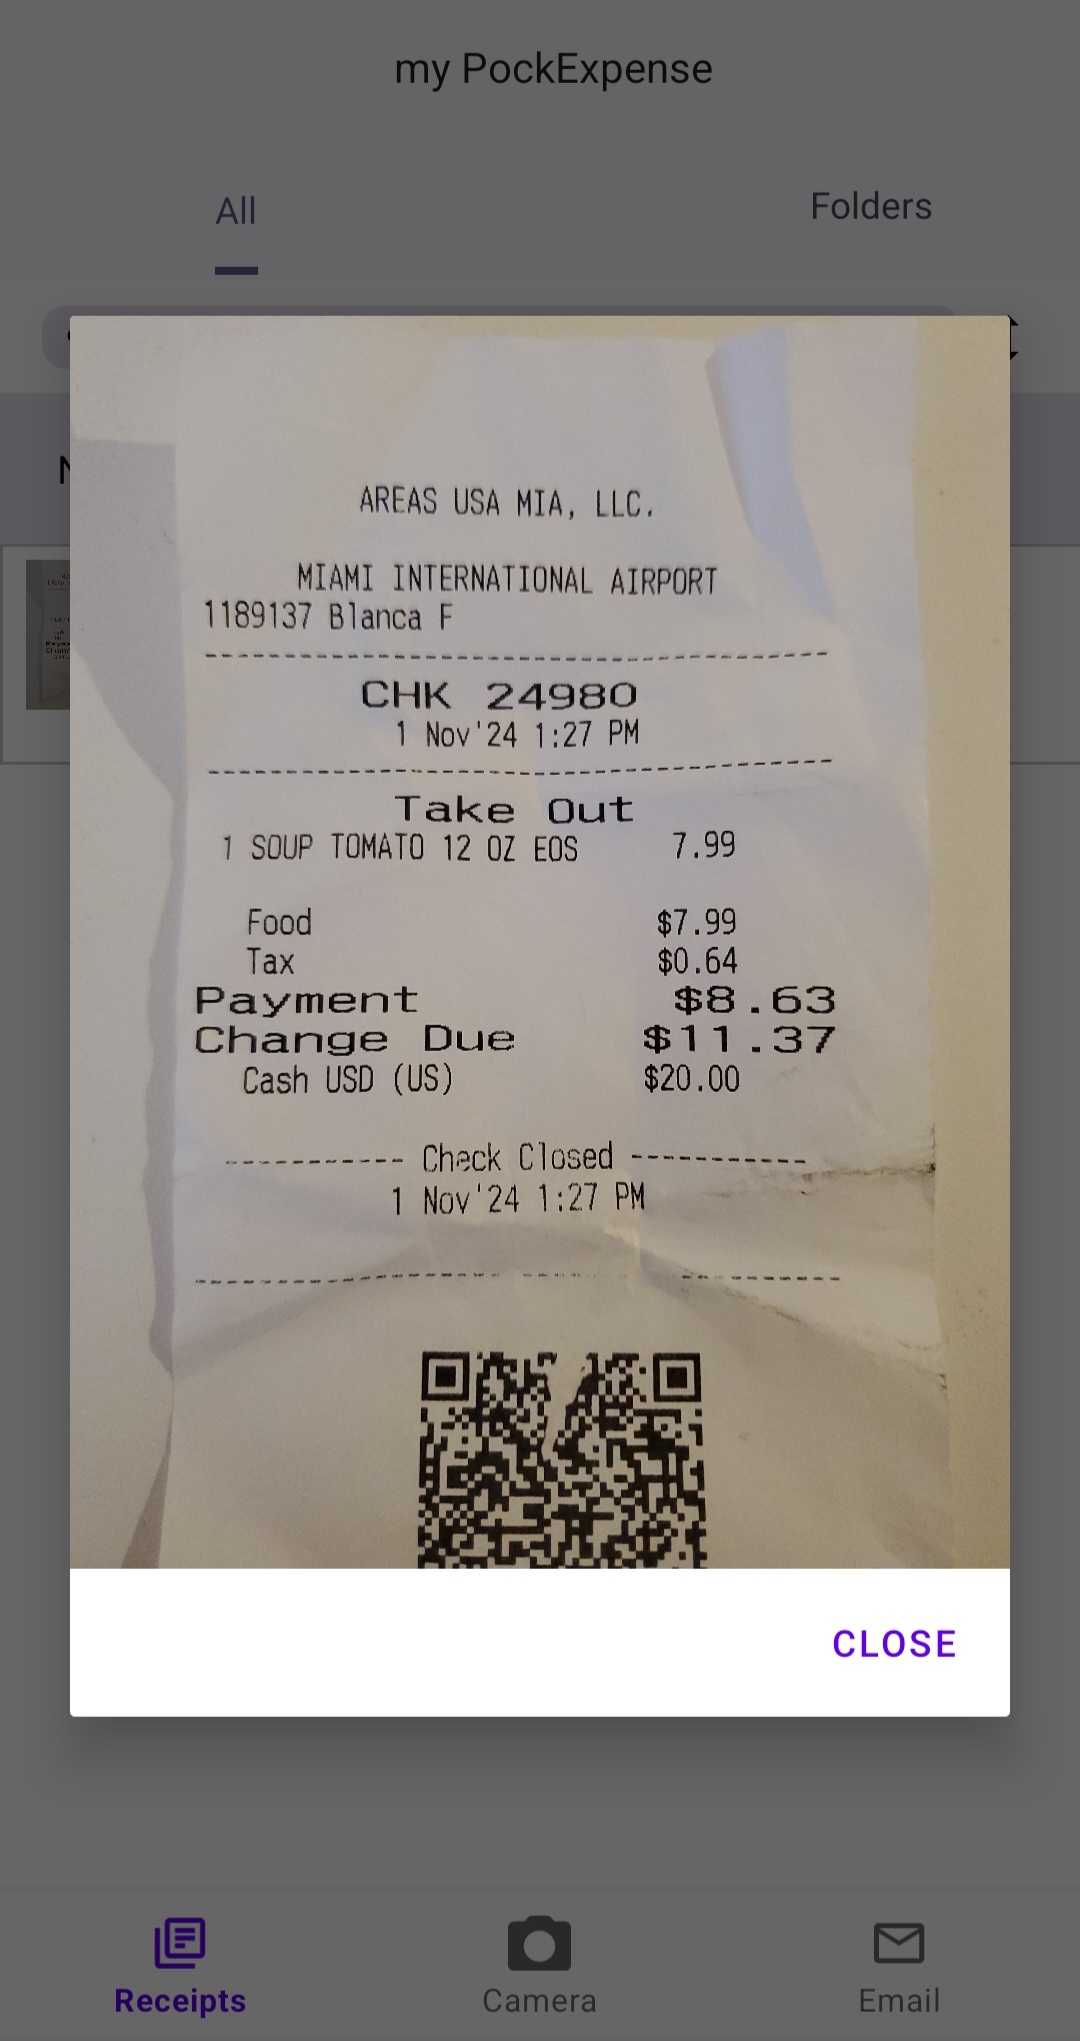 my PockExpense
All
Folders
AREAS USA MIA, LLC.
MIAMI INTERNATIONAL AIRPORT
1189137 Blanca F
CHK 24980
1 Nov'24 1:27 PM
Take Out
1 SOUP TOMATO 12 OZ EOS 7.99
Food $7.99
Tax $0.64
Payment $8.63
Change Due $11.37
Cash USD (US) $20.00
----------- Check Closed -----------
1 Nov'24 1:27 PM
CLOSE
Receipts
Camera
Email